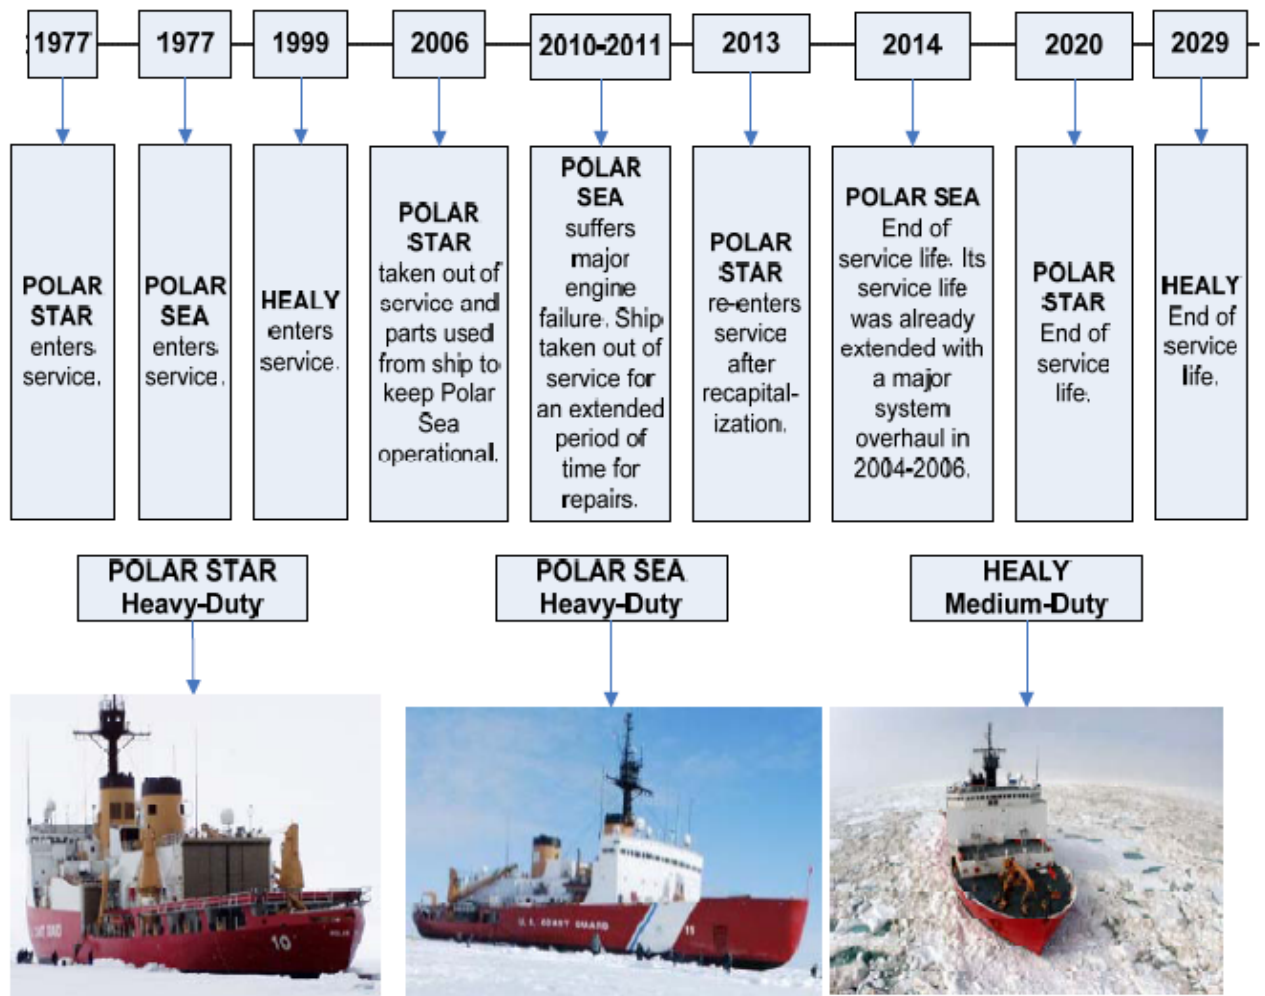 1977
1977
1999
2006
2010-2011
2013
2014
2020
2029
POLAR
STAR
enters
service.
POLAR
SEA
enters
service.
HEALY
enters
service.
POLAR
STAR
taken out of
service and
parts used
from ship to
keep Polar
Sea
operational.
POLAR
SEA
suffers
major
engine
failure. Ship
taken out of
service for
an extended
period of
time for
repairs.
POLAR
STAR
re-enters
service
after
recapital-
ization.
POLAR SEA
End of
service life. Its
service life
was already
extended with
a major
system
overhaul in
2004-2006.
POLAR
STAR
End of
service
life.
HEALY
End of
service
life.
POLAR STAR
Heavy-Duty
POLAR SEA
Heavy-Duty
HEALY
Medium-Duty
10
U.S. COAST GUARD
11